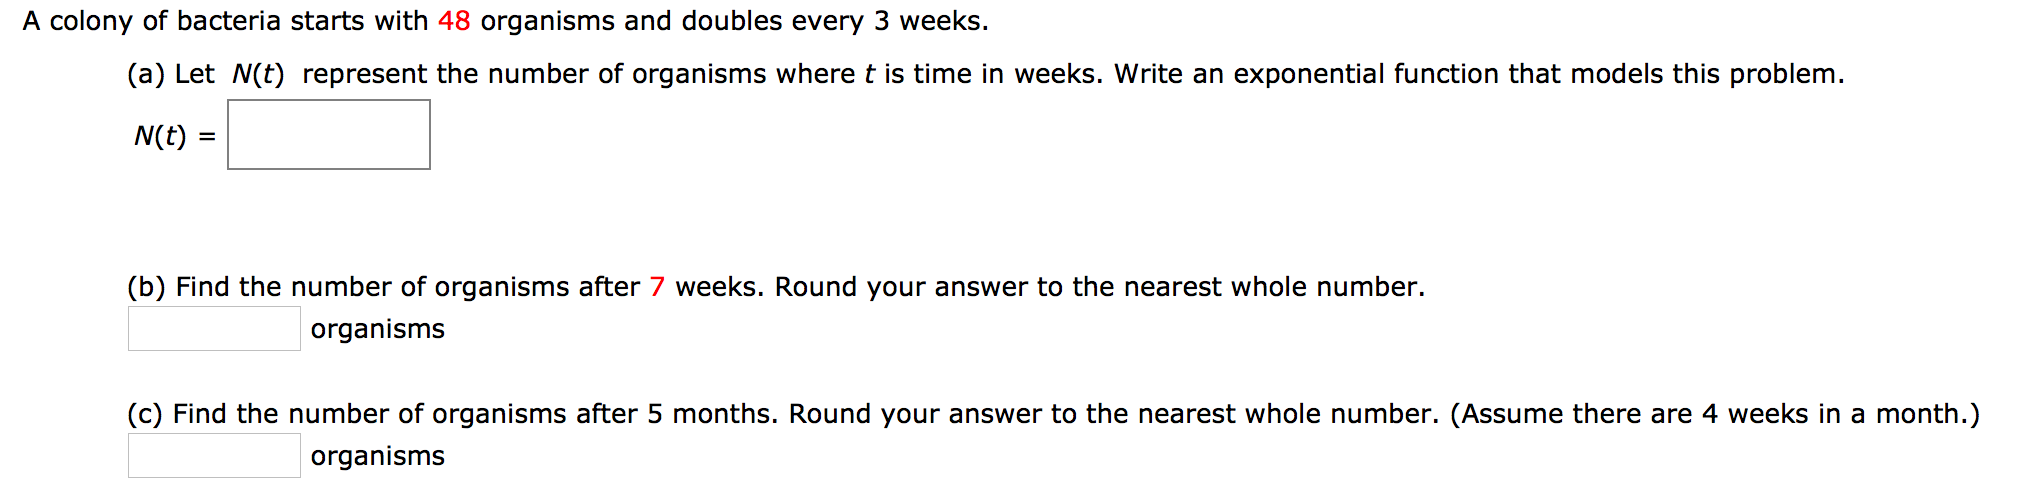 A colony of bacteria starts with 48 organisms and doubles every 3 weeks.
(a) Let N(t) represent the number of organisms where t is time in weeks. Write an exponential function that models this problem.
N(t) =
(b) Find the number of organisms after 7 weeks. Round your answer to the nearest whole number.
organisms
(c) Find the number of organisms after 5 months. Round your answer to the nearest whole number. (Assume there are 4 weeks in a month.)
organisms